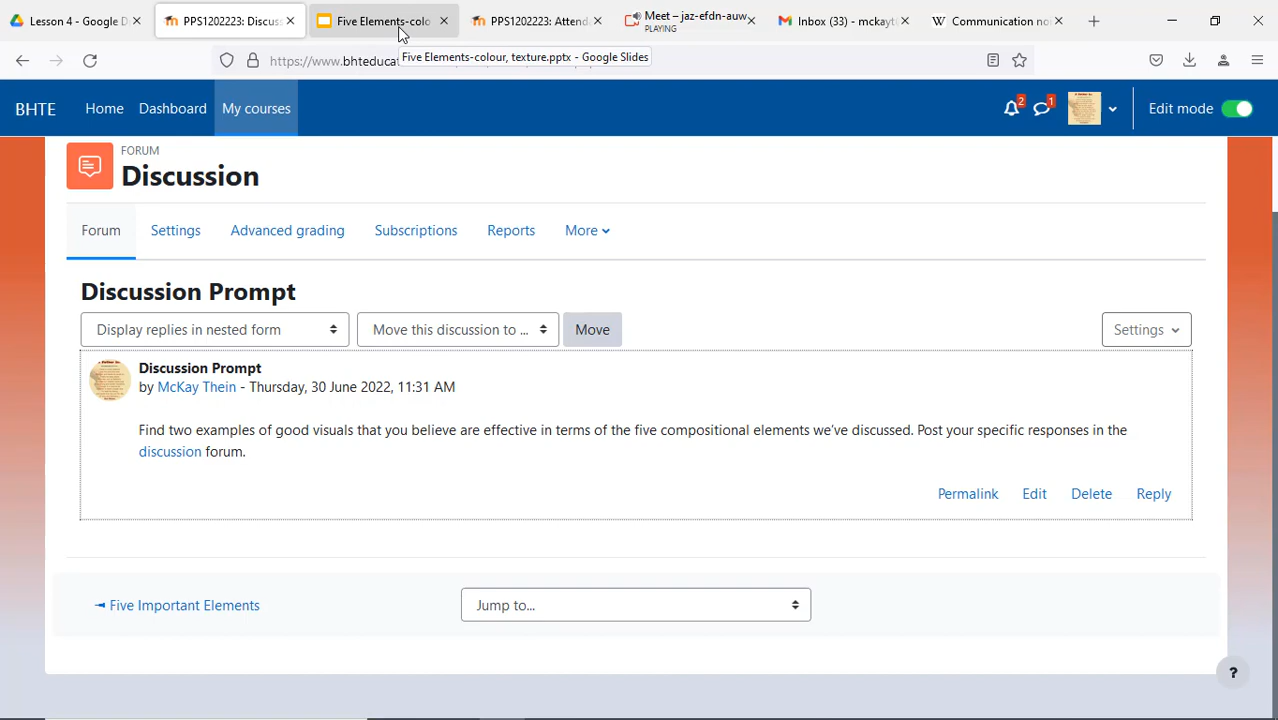 Lesson 4 - Google D
PPS1202223: Discus
Five Elements-colo
PPS1202223: Attend
Meet – jaz-efdn-auw
PLAYING
Inbox (33) - mckayt
Communication no
Five Elements-colour, texture.pptx - Google Slides
https://www.bhteduca
BHTE
Home
Dashboard
My courses
2
1
Edit mode
FORUM
Discussion
Forum
Settings
Advanced grading
Subscriptions
Reports
More
Discussion Prompt
Display replies in nested form
Move this discussion to ...
Move
Settings
Discussion Prompt
by McKay Thein - Thursday, 30 June 2022, 11:31 AM
Find two examples of good visuals that you believe are effective in terms of the five compositional elements we’ve discussed. Post your specific responses in the
discussion forum.
Permalink
Edit
Delete
Reply
◄ Five Important Elements
Jump to...
?